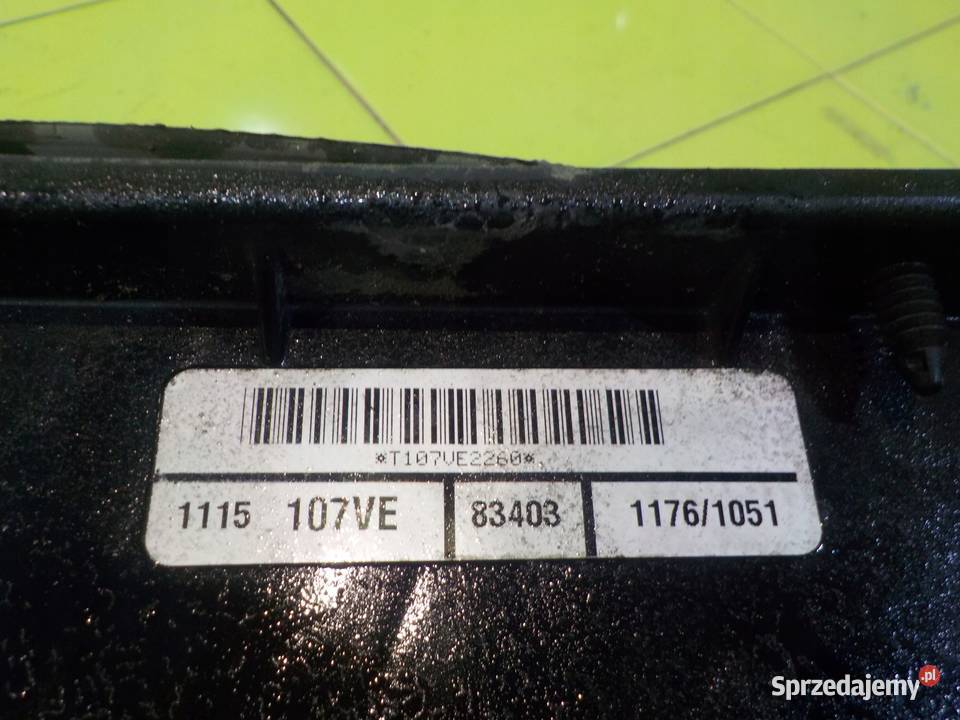 *T107VE2260*
1115 107VE 83403 1176/1051
Sprzedajemy.pl